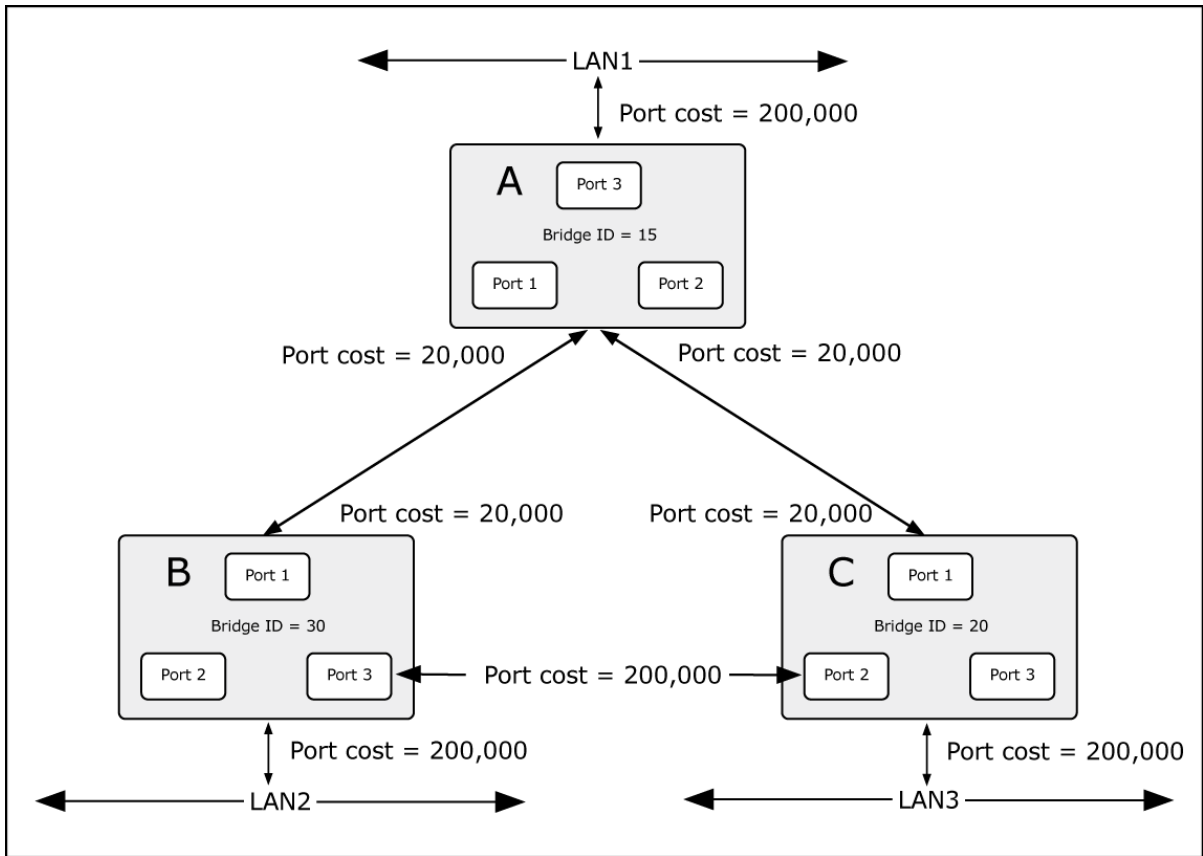 LAN1
Port cost = 200,000
A
Port 3
Bridge ID = 15
Port 1
Port 2
Port cost = 20,000
Port cost = 20,000
Port cost = 20,000
Port cost = 20,000
B
Port 1
Bridge ID = 30
Port 2
Port 3
Port cost = 200,000
C
Port 1
Bridge ID = 20
Port 2
Port 3
Port cost = 200,000
LAN2
Port cost = 200,000
LAN3